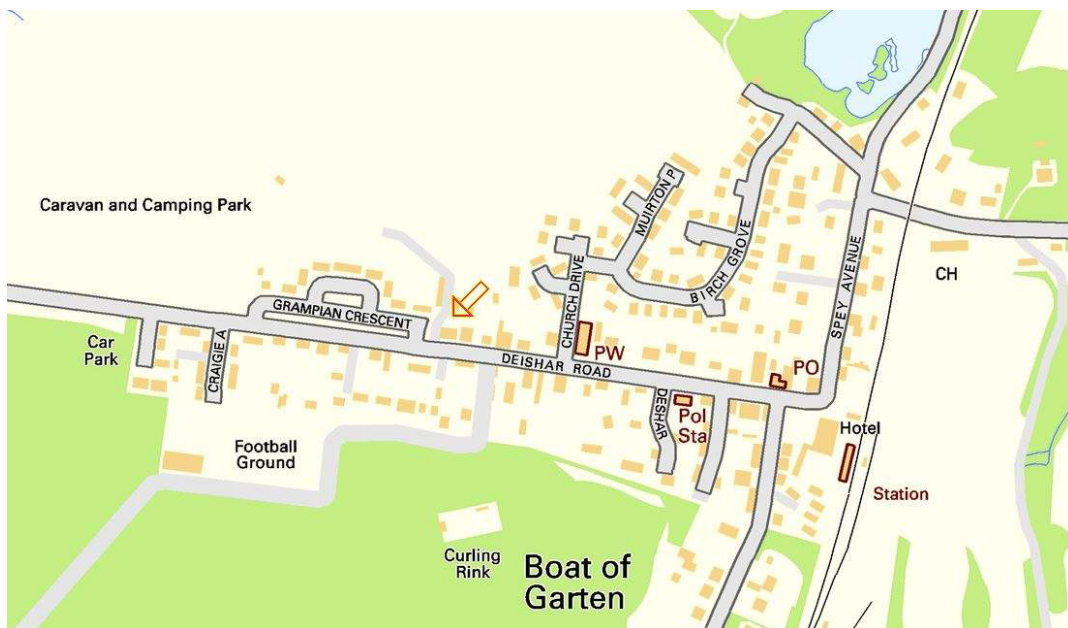 Caravan and Camping Park
MUIRTON P
BIRCH GROVE
SPEY AVENUE
CH
CHURCH DRIVE
GRAMPIAN CRESCENT
Car
Park
CRAIGIE A
DEISHAR ROAD
PW
PO
DESHAR
Pol
Sta
Hotel
Football
Ground
Station
Curling
Rink
Boat of
Garten